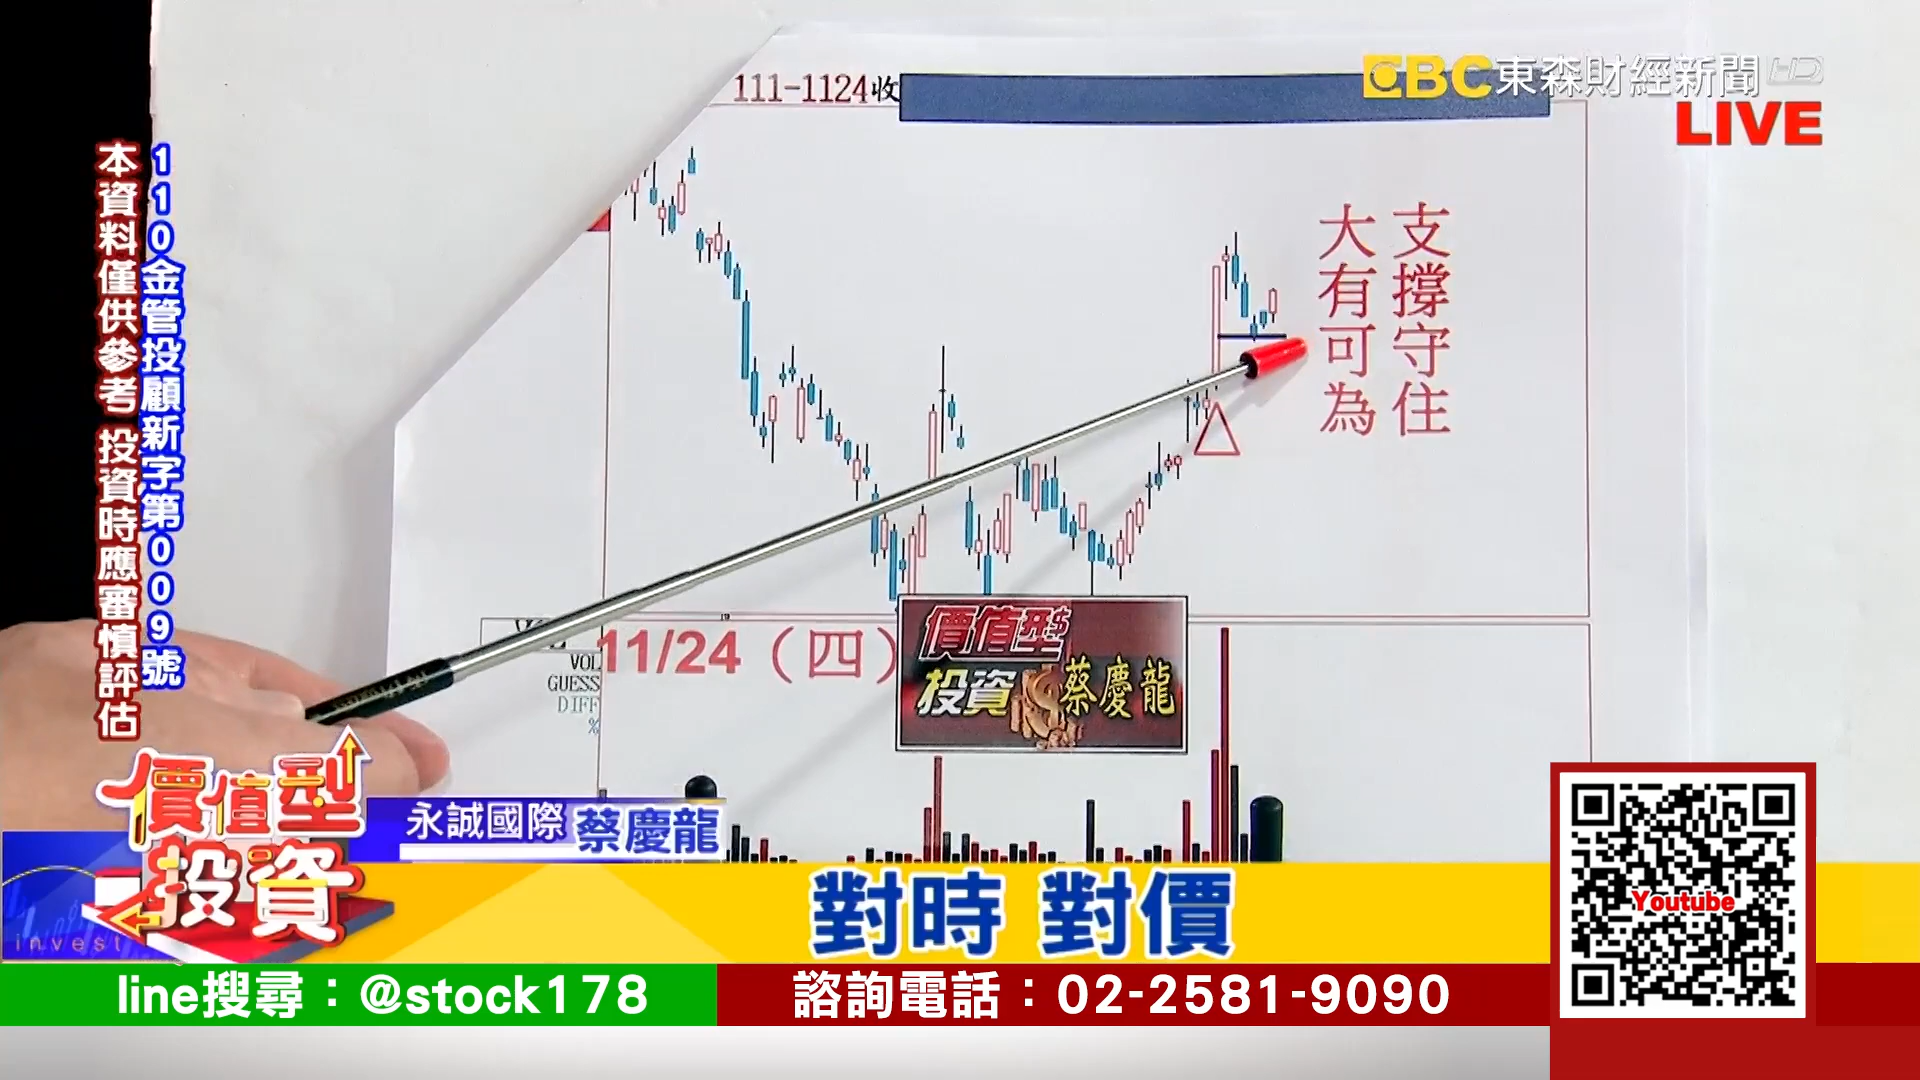 111-1124收
EBC東森財經新聞HD
LIVE
本資料僅供參考 投資時應審慎評估
110金管投顧新字第009號
支撐守住
大有可為
11/24(四)
VOL
GUESS
DIFF
%
價值型
投資
蔡慶龍
價值型
投資
invest
永誠國際 蔡慶龍
對時 對價
Youtube
line搜尋：@stock178
諮詢電話：02-2581-9090